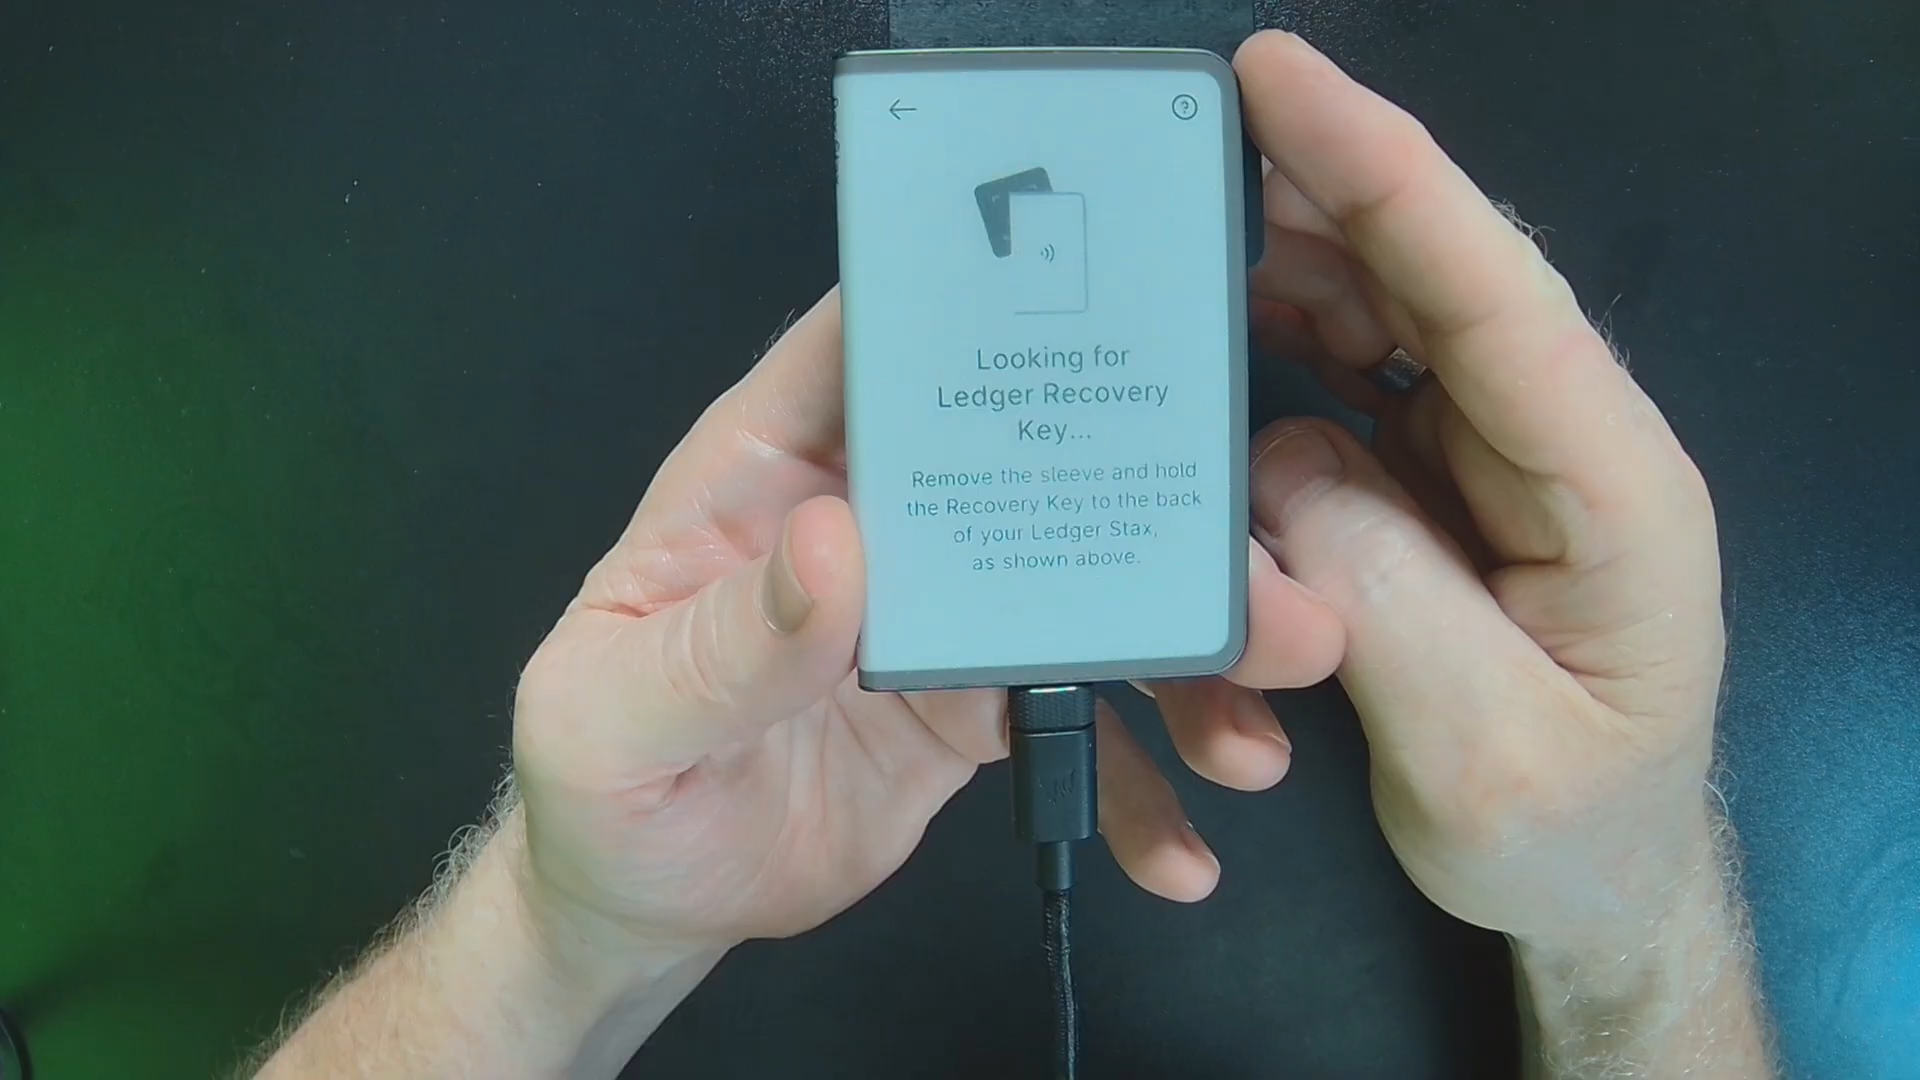 Looking for
Ledger Recovery
Key...
Remove the sleeve and hold
the Recovery Key to the back
of your Ledger Stax,
as shown above.